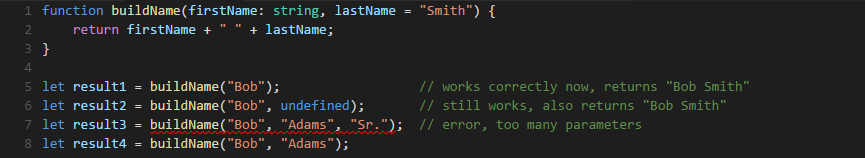 1 function buildName(firstName: string, lastName = "Smith") {
2     return firstName + " " + lastName;
3 }
4
5 let result1 = buildName("Bob");                  // works correctly now, returns "Bob Smith"
6 let result2 = buildName("Bob", undefined);       // still works, also returns "Bob Smith"
7 let result3 = buildName("Bob", "Adams", "Sr.");  // error, too many parameters
8 let result4 = buildName("Bob", "Adams");